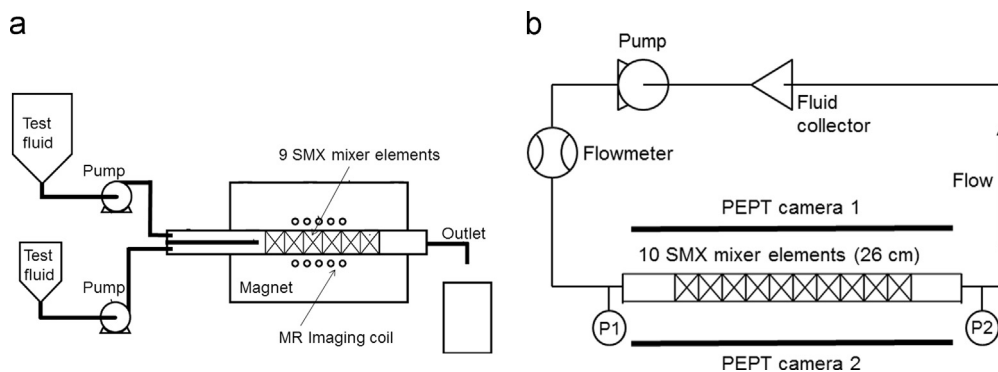 a
Test
fluid
Pump
9 SMX mixer elements
Test
fluid
Pump
Magnet
MR Imaging coil
Outlet
b
Pump
Fluid
collector
Flowmeter
Flow
PEPT camera 1
10 SMX mixer elements (26 cm)
P1
P2
PEPT camera 2